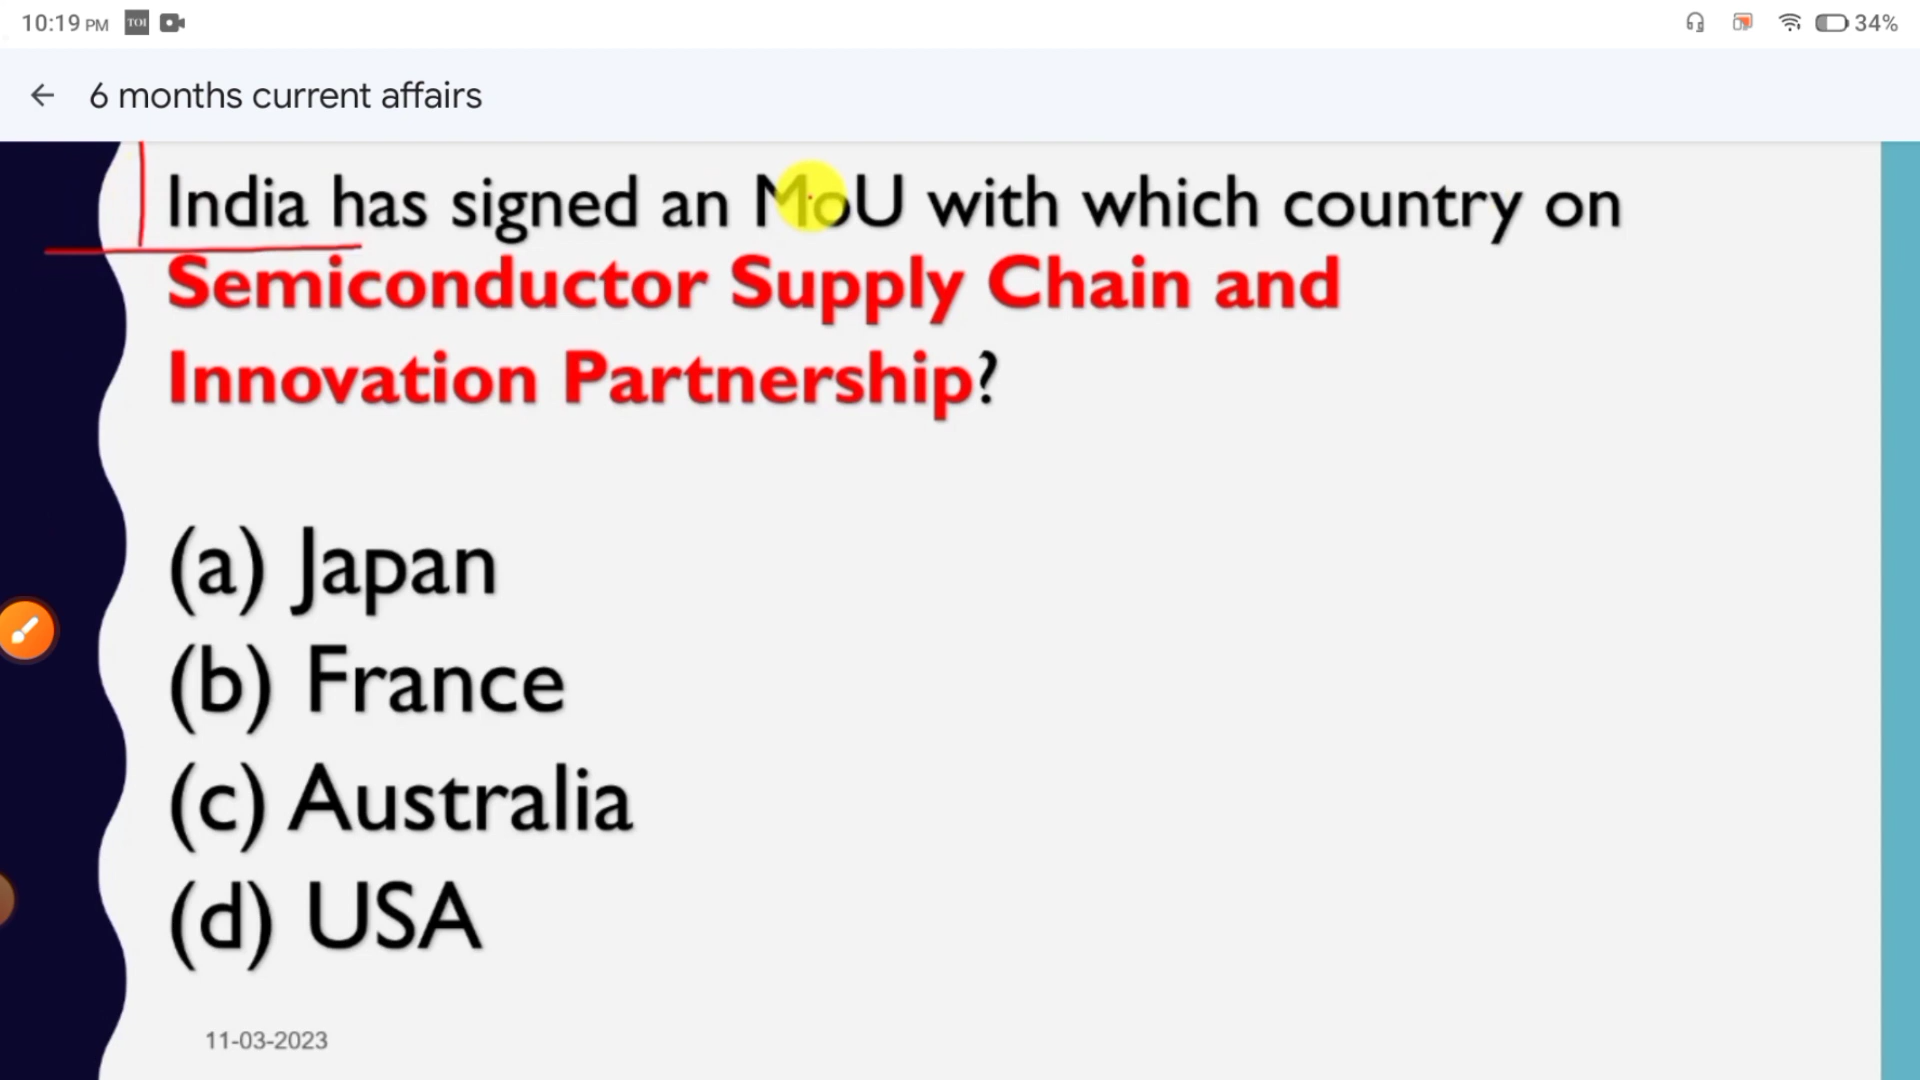 10:19 PM TOI 34%
6 months current affairs
India has signed an MoU with which country on
Semiconductor Supply Chain and
Innovation Partnership?
(a) Japan
(b) France
(c) Australia
(d) USA
11-03-2023